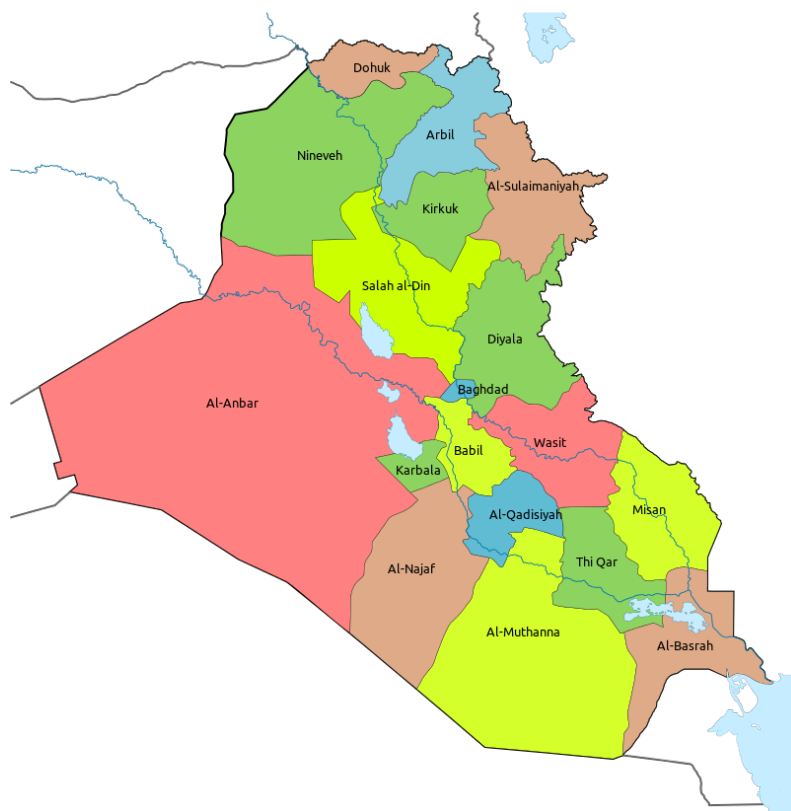 Dohuk
Arbil
Nineveh
Al-Sulaimaniyah
Kirkuk
Salah al-Din
Diyala
Baghdad
Al-Anbar
Wasit
Babil
Karbala
Misan
Al-Qadisiyah
Thi Qar
Al-Najaf
Al-Muthanna
Al-Basrah